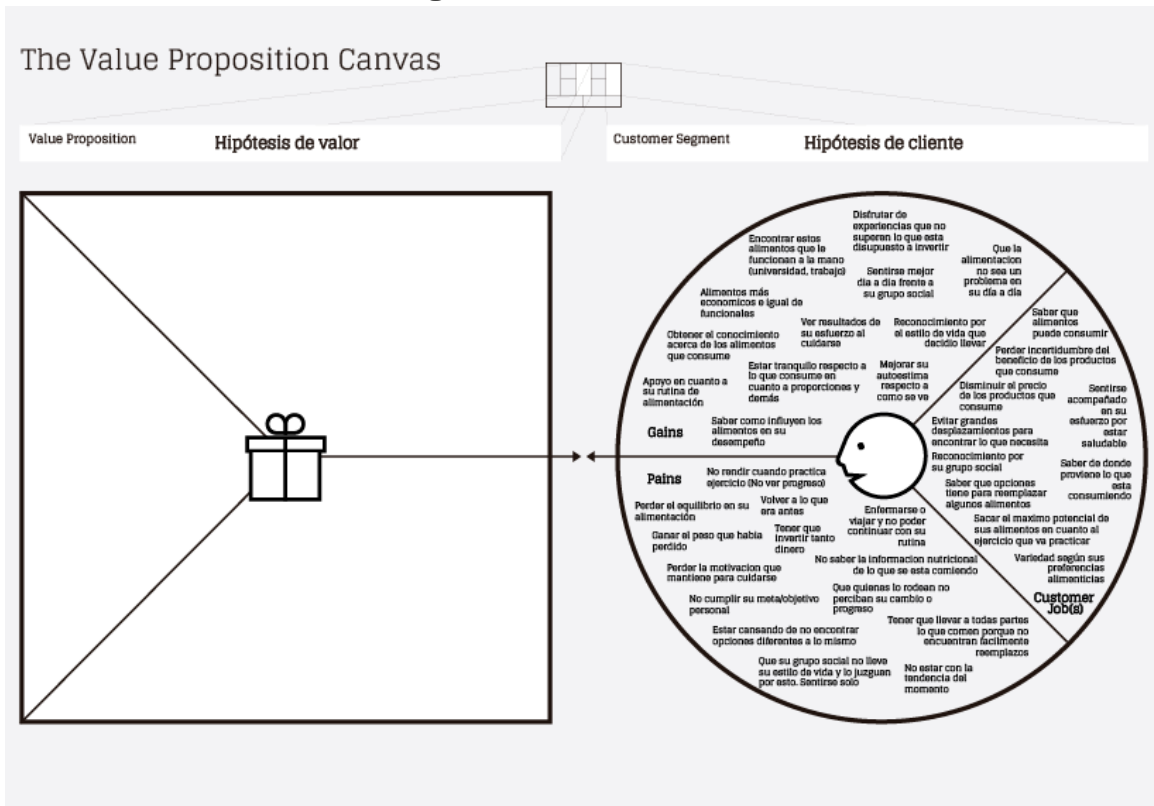 The Value Proposition Canvas
Value Proposition
Hipótesis de valor
Customer Segment
Hipótesis de cliente
Disfrutar de
experiencias que no
superen lo que esta
disupuesto a invertir
Encontrar estos
alimentos que le
funcionan a la mano
(universidad, trabajo)
Que la
alimentacion
no sea un
problema en
su día a día
Sentirse mejor
dia a dia frente a
su grupo social
Alimentos más
economicos e igual de
funcionales
Ver resultados de
su esfuerzo al
cuidarse
Reconocimiento por
el estilo de vida que
decidio llevar
Obtener el conocimiento
acerca de los alimentos
que consume
Estar tranquilo respecto a
lo que consume en
cuanto a proporciones y
demás
Mejorar su
autoestima
respecto a
como se ve
Apoyo en cuanto a
su rutina de
alimentación
Gains
Saber como influyen los
alimentos en su
desempeño
Saber que
alimentos
puede consumir
Perder incertidumbre del
beneficio de los productos
que consume
Disminuir el precio
de los productos que
consume
Sentirse
acompañado
en su
esfuerzo por
estar
saludable
Evitar grandes
desplazamientos para
encontrar lo que necesita
Reconocimiento por
su grupo social
Saber de donde
proviene lo que
esta
consumiendo
Saber que opciones
tiene para reemplazar
algunos alimentos
Sacar el maximo potencial de
sus alimentos en cuanto al
ejercicio que va practicar
Variedad según sus
preferencias
alimenticias
Customer
Job(s)
Pains
No rendir cuando practica
ejercicio (No ver progreso)
Perder el equilibrio en su
alimentación
Volver a lo que
era antes
Enfermarse o
viajar y no poder
continuar con su
rutina
Ganar el peso que habia
perdido
Tener que
invertir tanto
dinero
No saber la informacion nutricional
de lo que se esta comiendo
Perder la motivacion que
mantiene para cuidarse
Que quienes lo rodean no
perciban su cambio o
progreso
No cumplir su meta/objetivo
personal
Tener que llevar a todas partes
lo que comen porque no
encuentran facilmente
reemplazos
Estar cansando de no encontrar
opciones diferentes a lo mismo
Que su grupo social no lleve
su estilo de vida y lo juzguen
por esto. Sentirse solo
No estar con la
tendencia del
momento